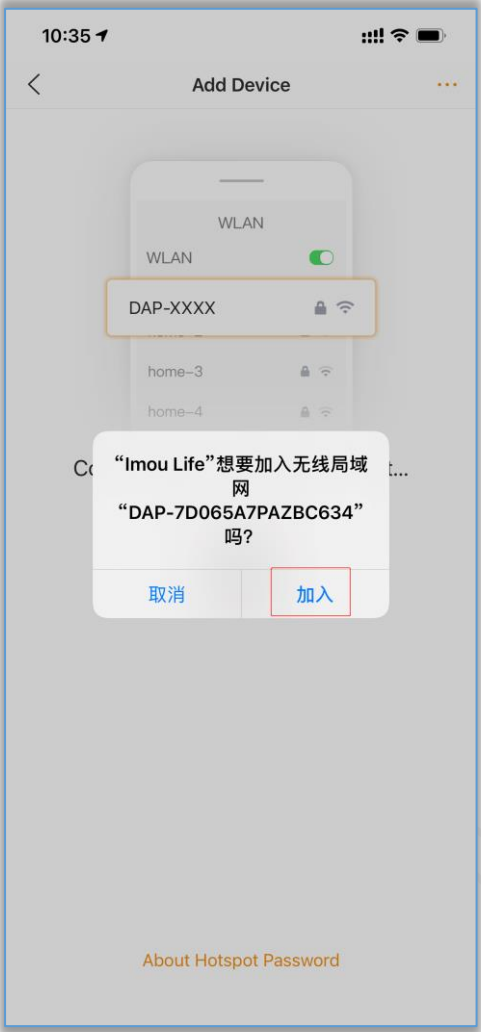 10:35
Add Device
...
WLAN
WLAN
DAP-XXXX
home-3
home-4
Co
t...
“Imou Life”想要加入无线局域
网
“DAP-7D065A7PAZBC634”
吗?
取消
加入
About Hotspot Password